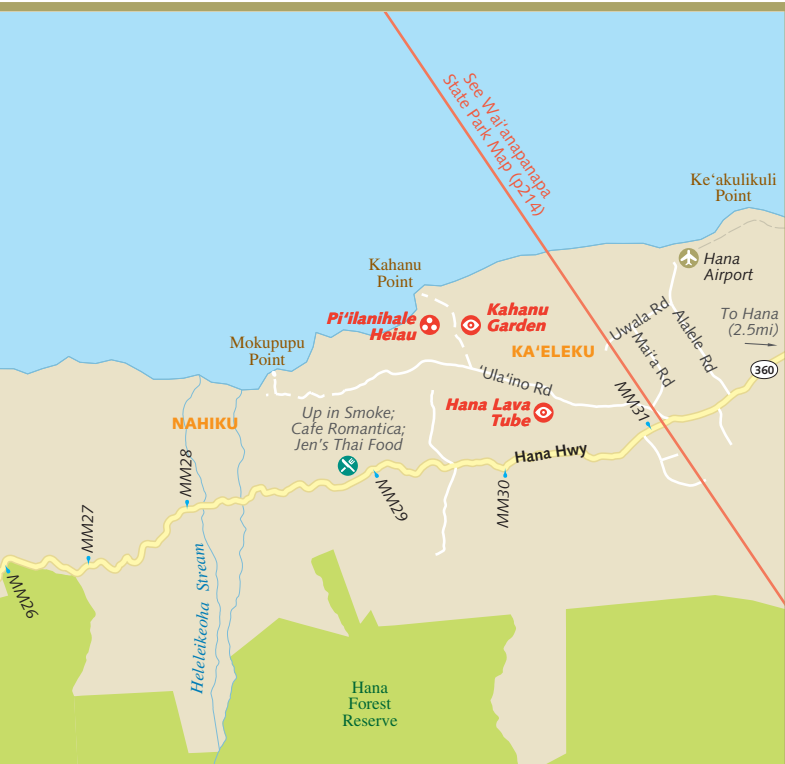 See Wai‘anapanapa
State Park Map (p214)
Ke‘akulikuli
Point
Hana
Airport
Kahanu
Point
Pi‘ilanihale
Heiau
Kahanu
Garden
Uwala Rd
Alalele Rd
To Hana
(2.5mi)
Mokupupu
Point
KA‘ELEKU
Mai‘a Rd
360
‘Ula‘ino Rd
NAHIKU
Up in Smoke;
Cafe Romantica;
Jen's Thai Food
Hana Lava
Tube
MM31
Hana Hwy
MM28
MM29
MM30
MM27
MM26
Heleleikeoha Stream
Hana
Forest
Reserve